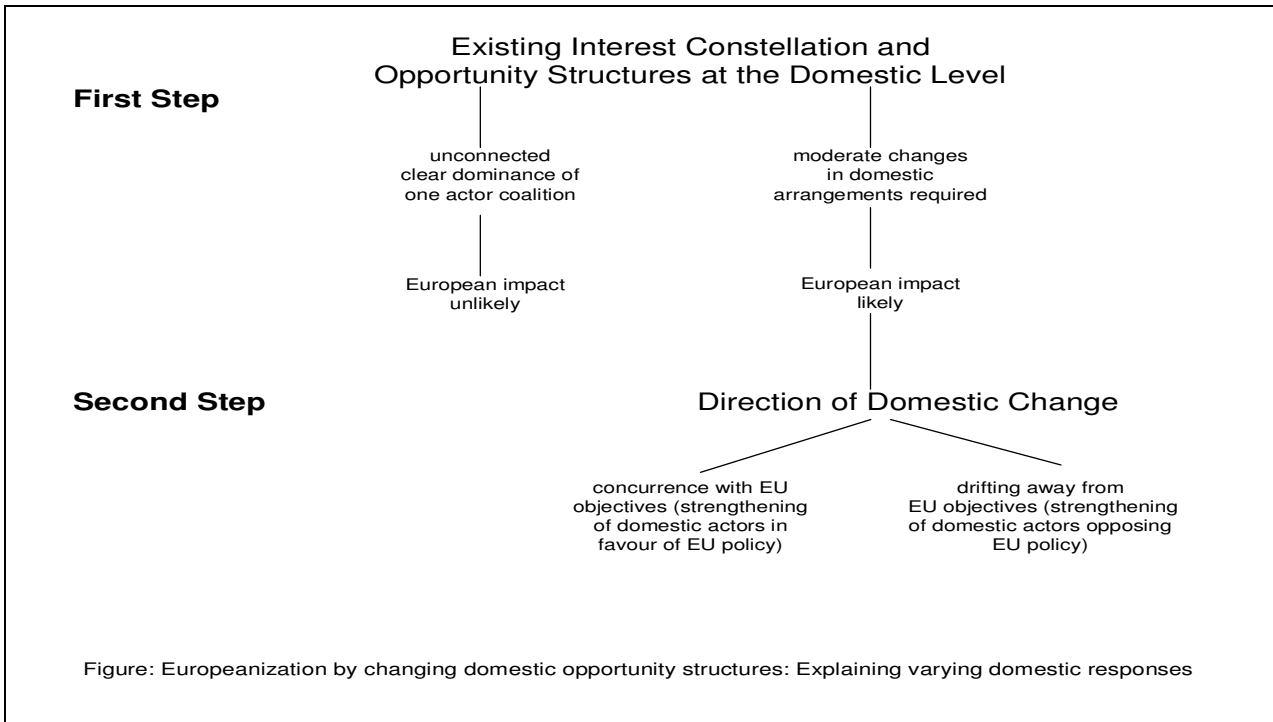 Existing Interest Constellation and
Opportunity Structures at the Domestic Level
First Step
unconnected
clear dominance of
one actor coalition
moderate changes
in domestic
arrangements required
European impact
unlikely
European impact
likely
Second Step
Direction of Domestic Change
concurrence with EU
objectives (strengthening
of domestic actors in
favour of EU policy)
drifting away from
EU objectives (strengthening
of domestic actors opposing
EU policy)
Figure: Europeanization by changing domestic opportunity structures: Explaining varying domestic responses